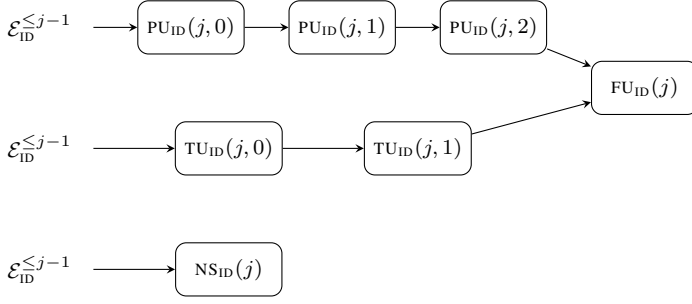 ℰ_ID^{≤j−1} PU_ID(j, 0) PU_ID(j, 1) PU_ID(j, 2)
FU_ID(j)
ℰ_ID^{≤j−1} TU_ID(j, 0) TU_ID(j, 1)
ℰ_ID^{≤j−1} NS_ID(j)